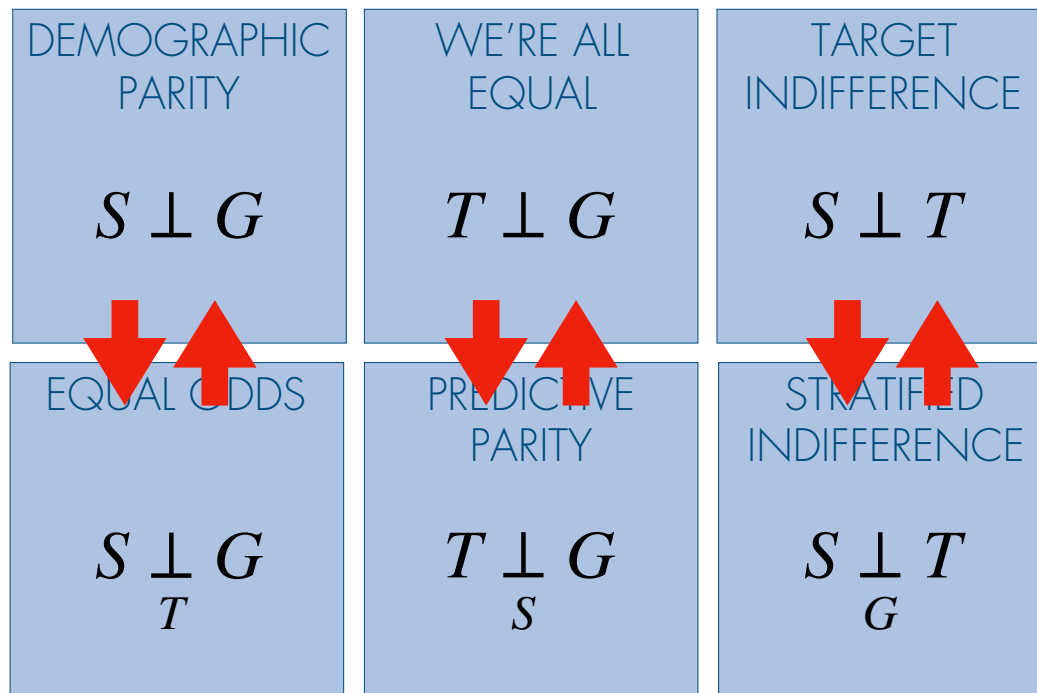 DEMOGRAPHIC
PARITY
S ⊥ G
WE'RE ALL
EQUAL
T ⊥ G
TARGET
INDIFFERENCE
S ⊥ T
EQUAL ODDS
S ⊥ G
T
PREDICTIVE
PARITY
T ⊥ G
S
STRATIFIED
INDIFFERENCE
S ⊥ T
G